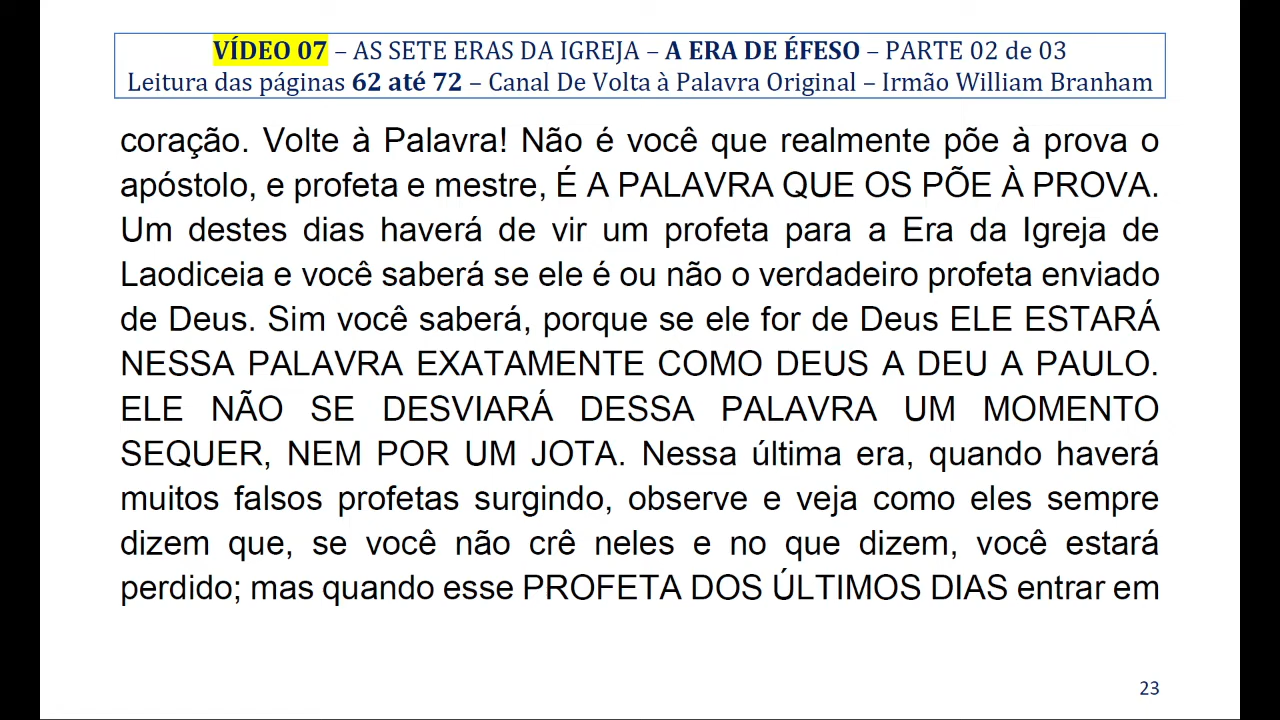 VÍDEO 07 – AS SETE ERAS DA IGREJA – A ERA DE ÉFESO – PARTE 02 de 03
Leitura das páginas 62 até 72 – Canal De Volta à Palavra Original – Irmão William Branham
coração. Volte à Palavra! Não é você que realmente põe à prova o
apóstolo, e profeta e mestre, É A PALAVRA QUE OS PÕE À PROVA.
Um destes dias haverá de vir um profeta para a Era da Igreja de
Laodiceia e você saberá se ele é ou não o verdadeiro profeta enviado
de Deus. Sim você saberá, porque se ele for de Deus ELE ESTARÁ
NESSA PALAVRA EXATAMENTE COMO DEUS A DEU A PAULO.
ELE NÃO SE DESVIARÁ DESSA PALAVRA UM MOMENTO
SEQUER, NEM POR UM JOTA. Nessa última era, quando haverá
muitos falsos profetas surgindo, observe e veja como eles sempre
dizem que, se você não crê neles e no que dizem, você estará
perdido; mas quando esse PROFETA DOS ÚLTIMOS DIAS entrar em
23